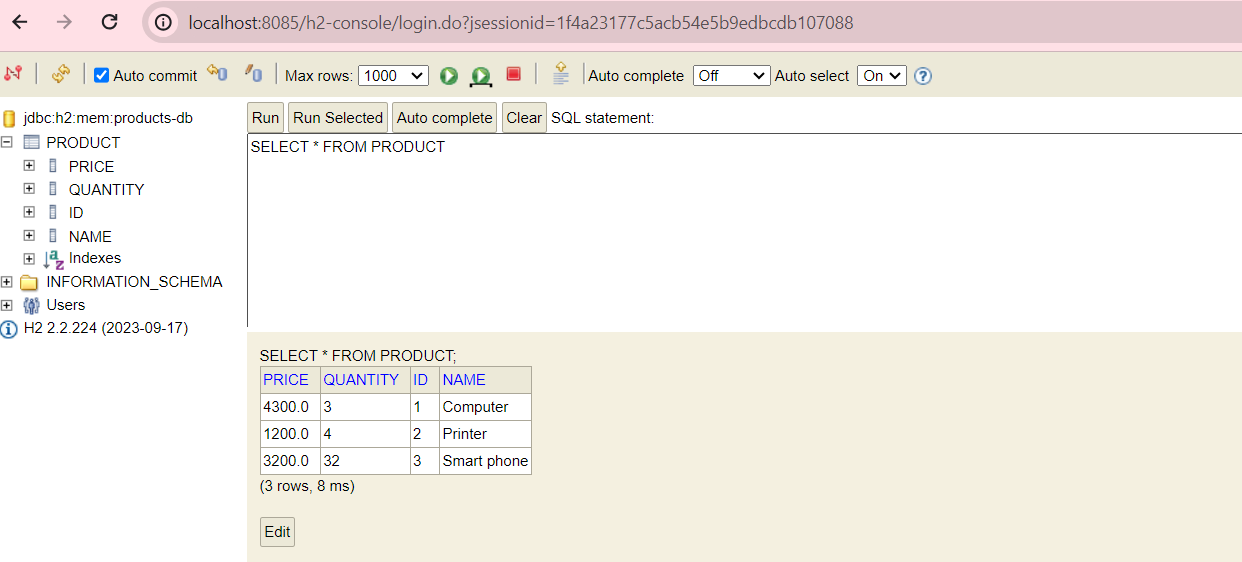 localhost:8085/h2-console/login.do?jsessionid=1f4a23177c5acb54e5b9edbcdb107088
Auto commit Max rows: 1000 Auto complete Off Auto select On
jdbc:h2:mem:products-db
PRODUCT
PRICE
QUANTITY
ID
NAME
Indexes
INFORMATION_SCHEMA
Users
H2 2.2.224 (2023-09-17)
Run Run Selected Auto complete Clear SQL statement:
SELECT * FROM PRODUCT
SELECT * FROM PRODUCT;
PRICE QUANTITY ID NAME
4300.0 3 1 Computer
1200.0 4 2 Printer
3200.0 32 3 Smart phone
(3 rows, 8 ms)
Edit